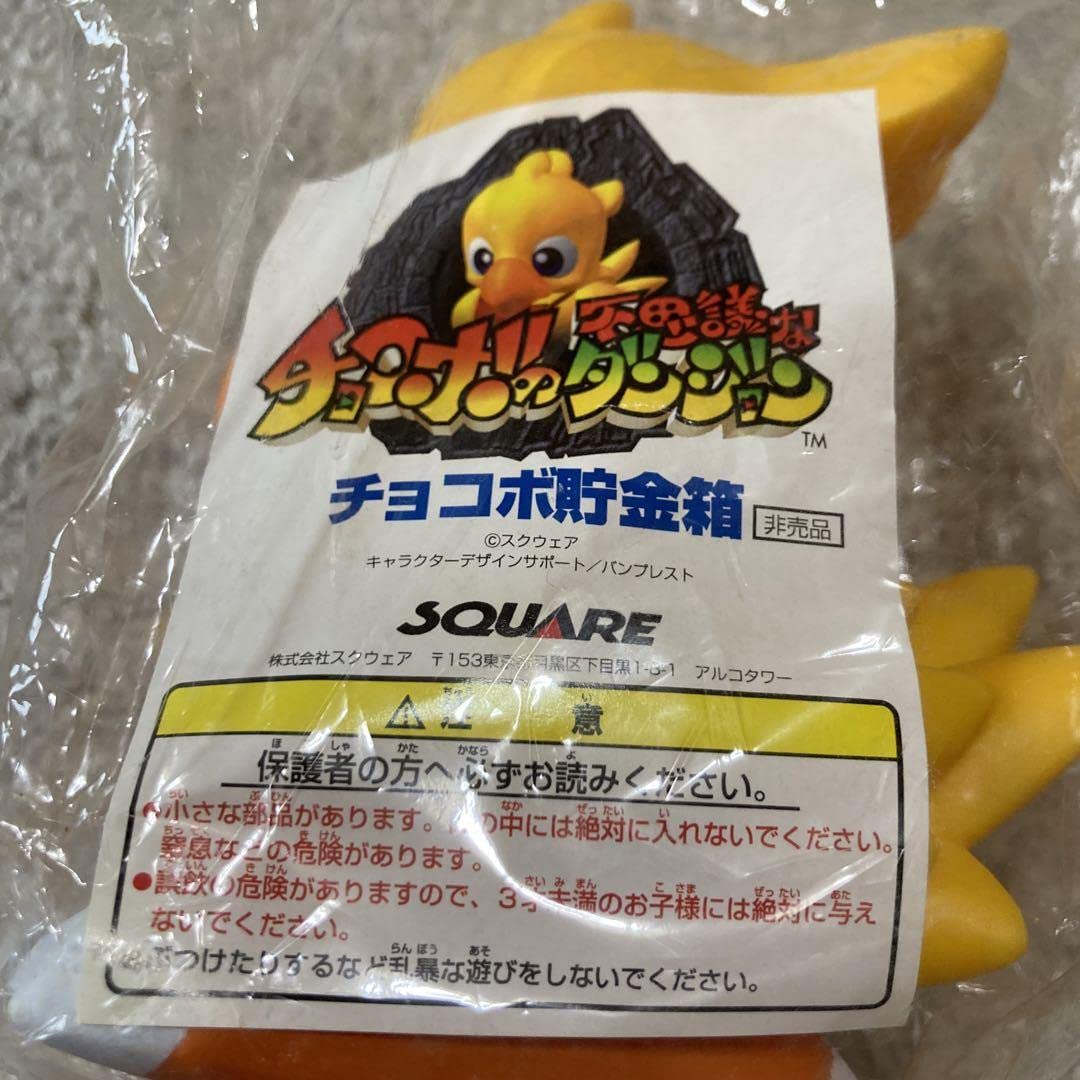 チョコボの不思議なダンジョン
TM
チョコボ貯金箱 非売品
©スクウェア
キャラクターデザインサポート/バンプレスト
SQUARE
株式会社スクウェア 〒153東京都目黒区下目黒1-8-1 アルコタワー
注意
保護者の方へ必ずお読みください。
●小さな部品があります。の中には絶対に入れないでください。
窒息などの危険があります。
●誤飲の危険がありますので、3才未満のお子様には絶対に与え
ないでください。
ぶつけたりするなど乱暴な遊びをしないでください。